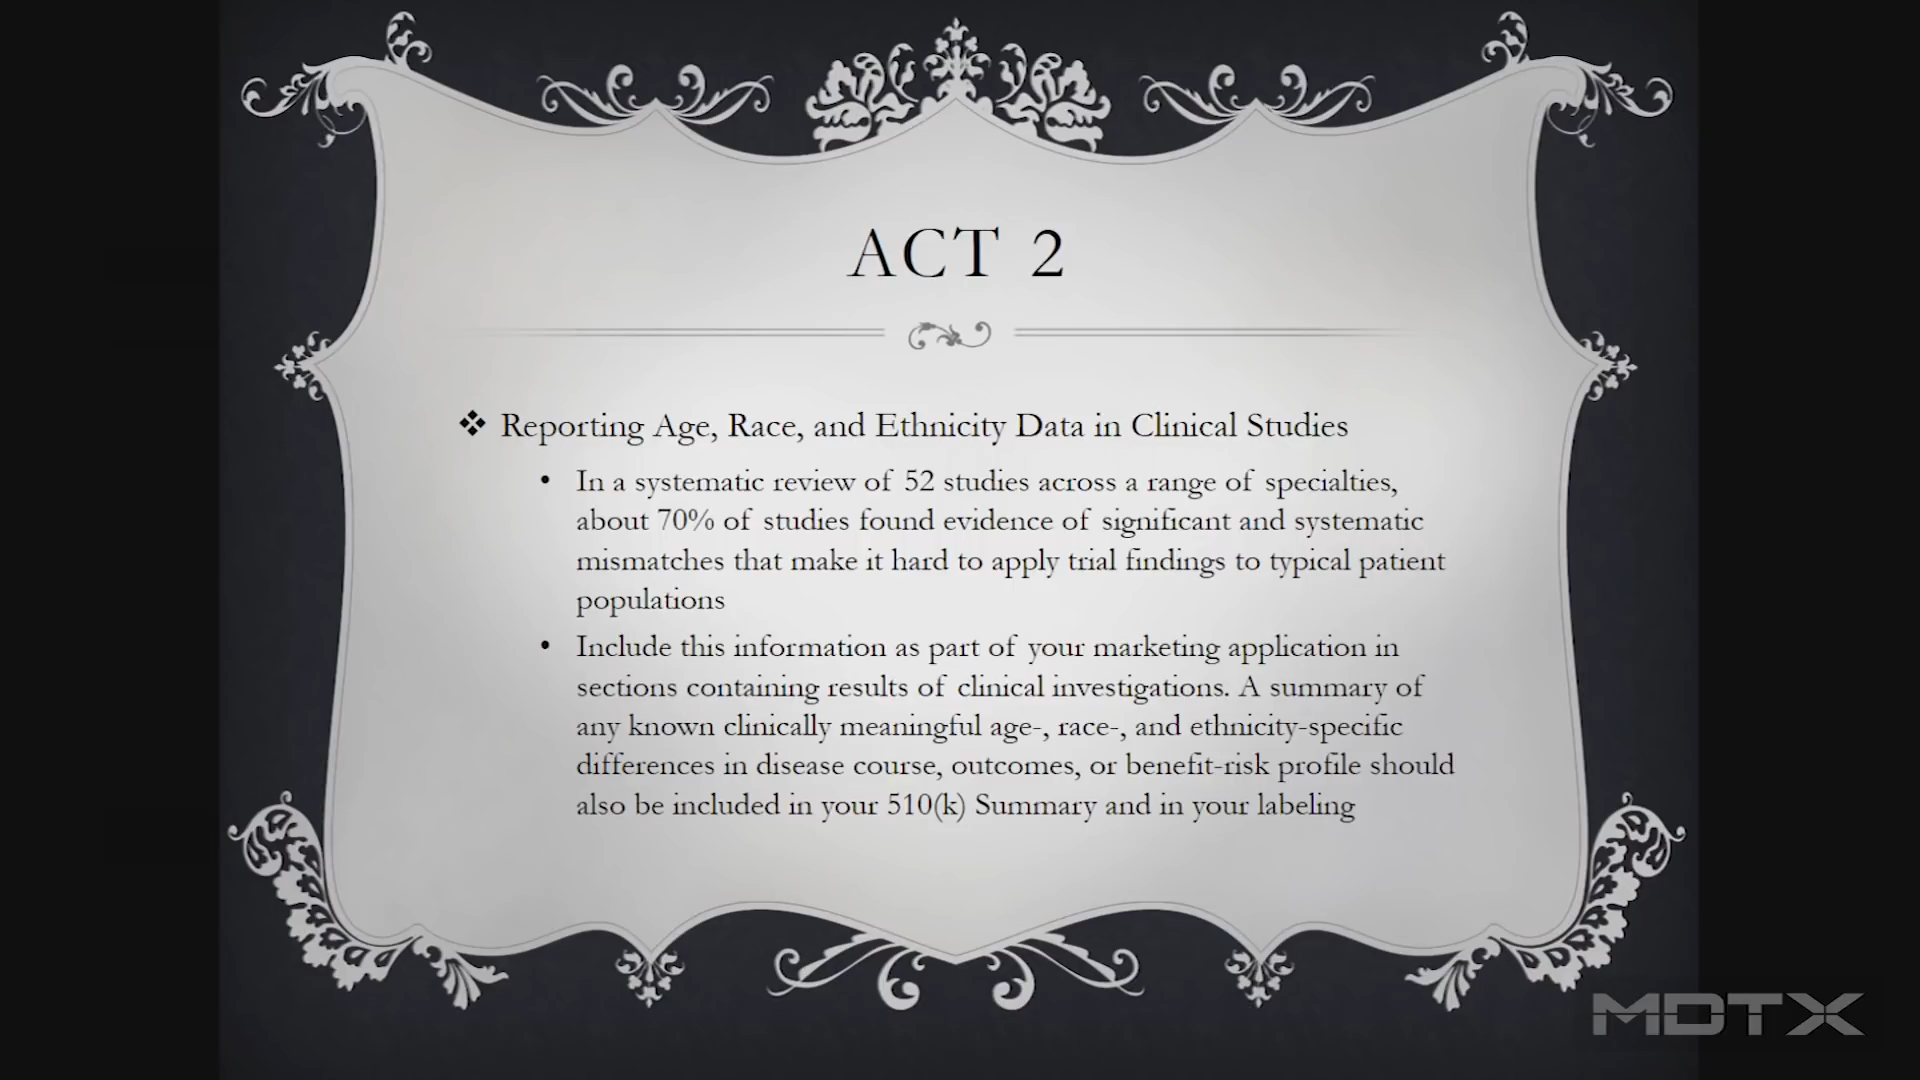 ACT 2
❖ Reporting Age, Race, and Ethnicity Data in Clinical Studies
• In a systematic review of 52 studies across a range of specialties,
about 70% of studies found evidence of significant and systematic
mismatches that make it hard to apply trial findings to typical patient
populations
• Include this information as part of your marketing application in
sections containing results of clinical investigations. A summary of
any known clinically meaningful age-, race-, and ethnicity-specific
differences in disease course, outcomes, or benefit-risk profile should
also be included in your 510(k) Summary and in your labeling
MDTX